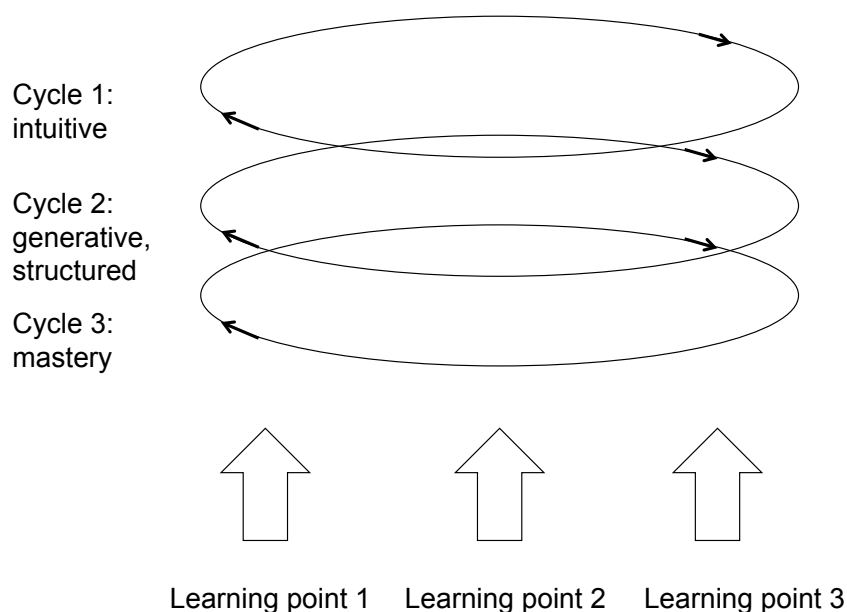 Cycle 1:
intuitive
Cycle 2:
generative,
structured
Cycle 3:
mastery
Learning point 1 Learning point 2 Learning point 3